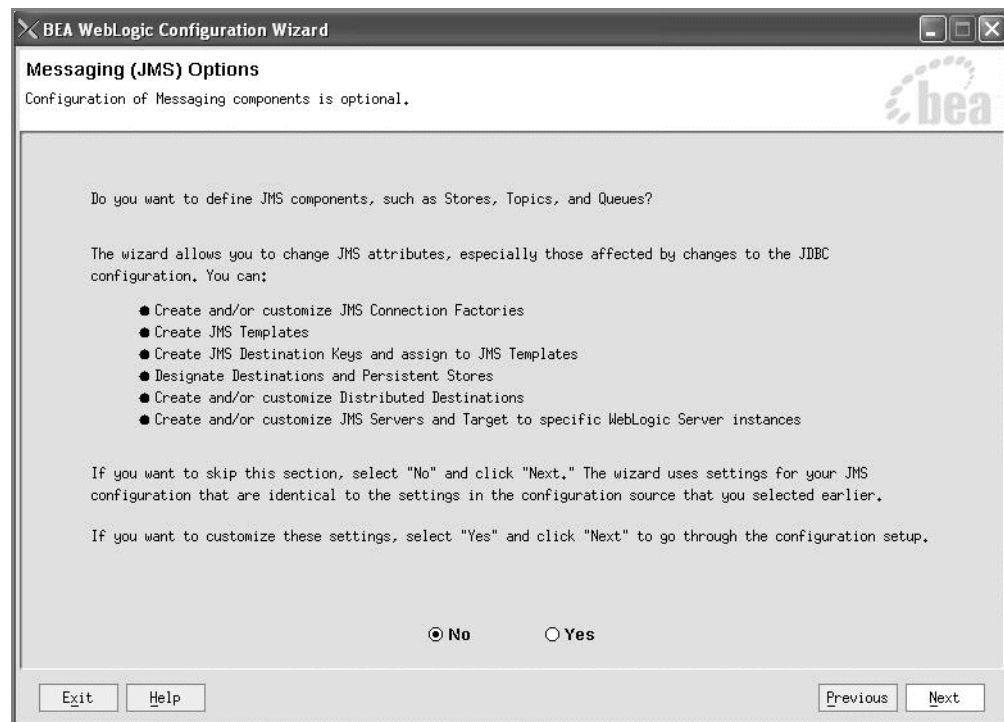 BEA WebLogic Configuration Wizard
Messaging (JMS) Options
Configuration of Messaging components is optional.
bea
Do you want to define JMS components, such as Stores, Topics, and Queues?
The wizard allows you to change JMS attributes, especially those affected by changes to the JDBC
configuration. You can:
Create and/or customize JMS Connection Factories
Create JMS Templates
Create JMS Destination Keys and assign to JMS Templates
Designate Destinations and Persistent Stores
Create and/or customize Distributed Destinations
Create and/or customize JMS Servers and Target to specific WebLogic Server instances
If you want to skip this section, select "No" and click "Next." The wizard uses settings for your JMS
configuration that are identical to the settings in the configuration source that you selected earlier.
If you want to customize these settings, select "Yes" and click "Next" to go through the configuration setup.
No Yes
Exit Help Previous Next